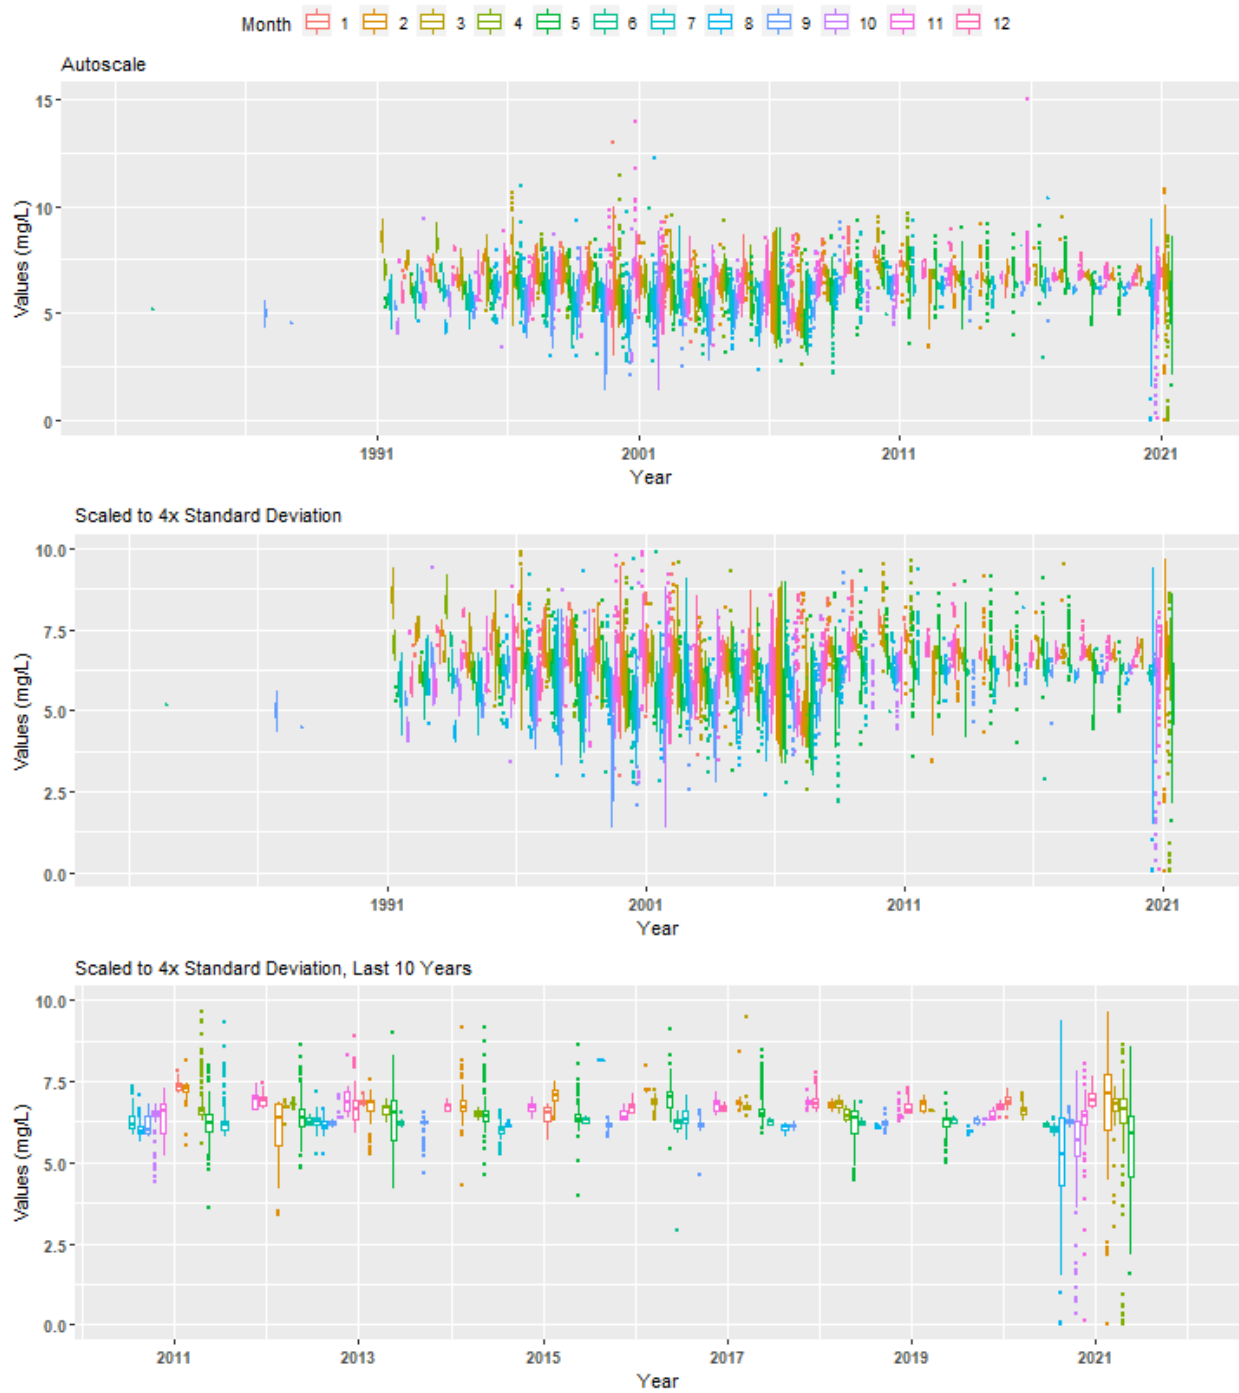 Month 1 2 3 4 5 6 7 8 9 10 11 12
Autoscale
Values (mg/L)
15
10
5
0
1991 2001 2011 2021
Year
Scaled to 4x Standard Deviation
Values (mg/L)
10.0
7.5
5.0
2.5
0.0
1991 2001 2011 2021
Year
Scaled to 4x Standard Deviation, Last 10 Years
Values (mg/L)
10.0
7.5
5.0
2.5
0.0
2011 2013 2015 2017 2019 2021
Year